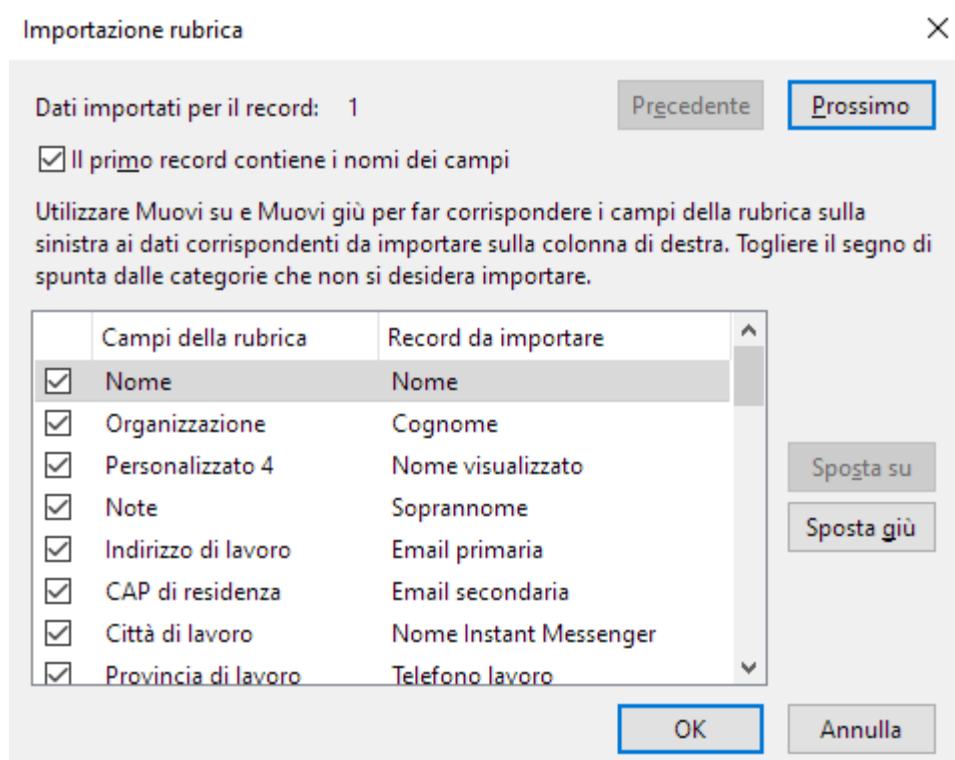 Importazione rubrica
Dati importati per il record: 1
Precedente
Prossimo
Il primo record contiene i nomi dei campi
Utilizzare Muovi su e Muovi giù per far corrispondere i campi della rubrica sulla
sinistra ai dati corrispondenti da importare sulla colonna di destra. Togliere il segno di
spunta dalle categorie che non si desidera importare.
Campi della rubrica Record da importare
Nome Nome
Organizzazione Cognome
Personalizzato 4 Nome visualizzato
Note Soprannome
Indirizzo di lavoro Email primaria
CAP di residenza Email secondaria
Città di lavoro Nome Instant Messenger
Provincia di lavoro Telefono lavoro
Sposta su
Sposta giù
OK
Annulla